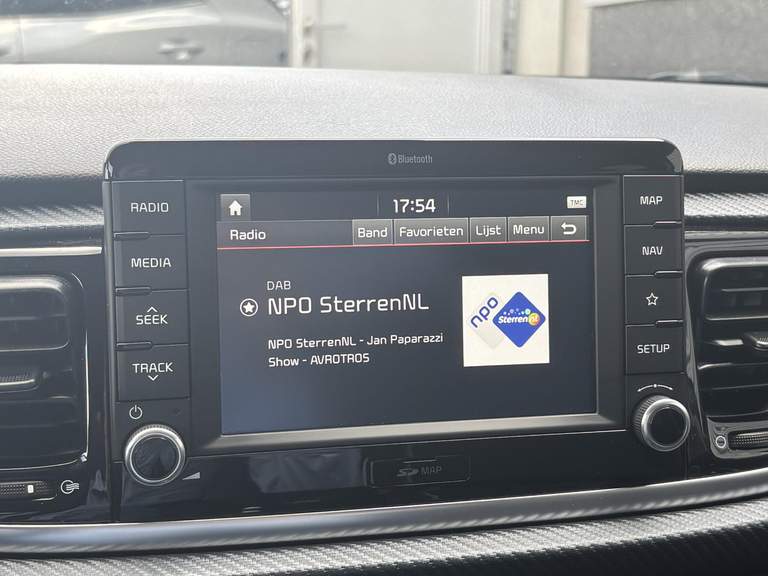 Bluetooth
RADIO
MEDIA
SEEK
TRACK
17:54
TMC
Radio
Band
Favorieten
Lijst
Menu
DAB
NPO SterrenNL
NPO SterrenNL - Jan Paparazzi
Show - AVROTROS
npo
Sterren nl
MAP
NAV
SETUP
SD MAP